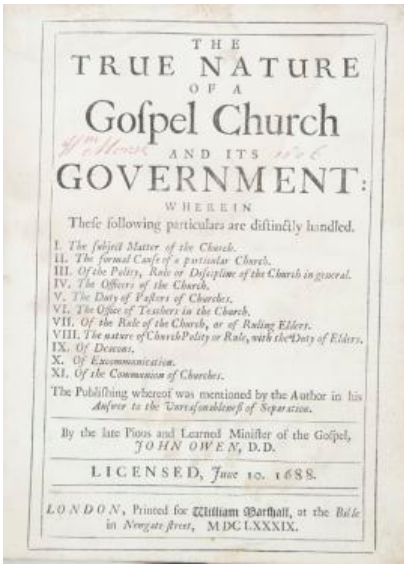 THE
TRUE NATURE
OF A
Goſpel Church
AND ITS
GOVERNMENT:
WHEREIN
Theſe following particulars are diſtinctly handled.
I. The ſubject Matter of the Church.
II. The formal Cauſe of a particular Church.
III. Of the Polity, Rule or Diſcipline of the Church in general.
IV. The Officers of the Church.
V. The Duty of Paſtors of Churches.
VI. The Office of Teachers in the Church.
VII. Of the Rule of the Church, or of Ruling Elders.
VIII. The nature of Church Polity or Rule, with the Duty of Elders.
IX. Of Deacons.
X. Of Excommunication.
XI. Of the Communion of Churches.
The Publiſhing whereof was mentioned by the Author in his
Anſwer to the Unreaſonableneſs of Separation.
By the late Pious and Learned Miniſter of the Goſpel,
JOHN OWEN, D.D.
LICENSED, June 10. 1688.
LONDON, Printed for William Marſhall, at the Bible
in Newgate ſtreet, MDCLXXXIX.